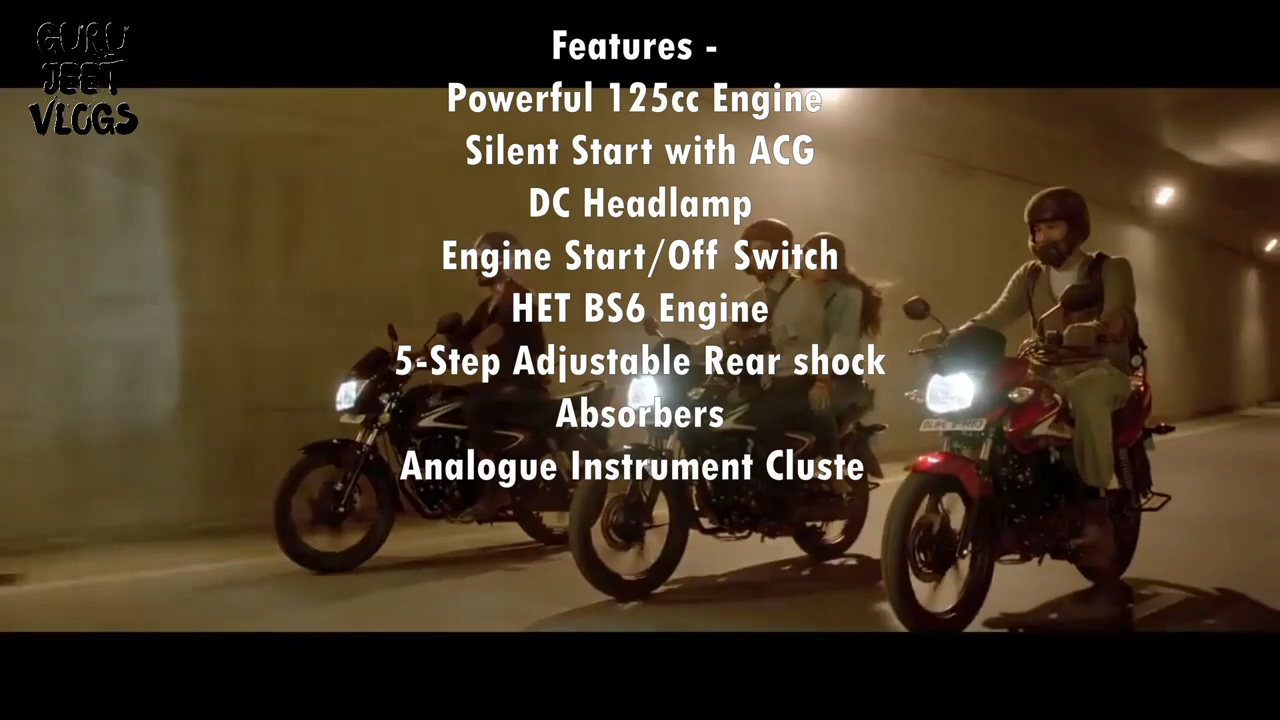 GURU
JEET
VLOGS
Features -
Powerful 125cc Engine
Silent Start with ACG
DC Headlamp
Engine Start/Off Switch
HET BS6 Engine
5-Step Adjustable Rear shock
Absorbers
Analogue Instrument Cluste